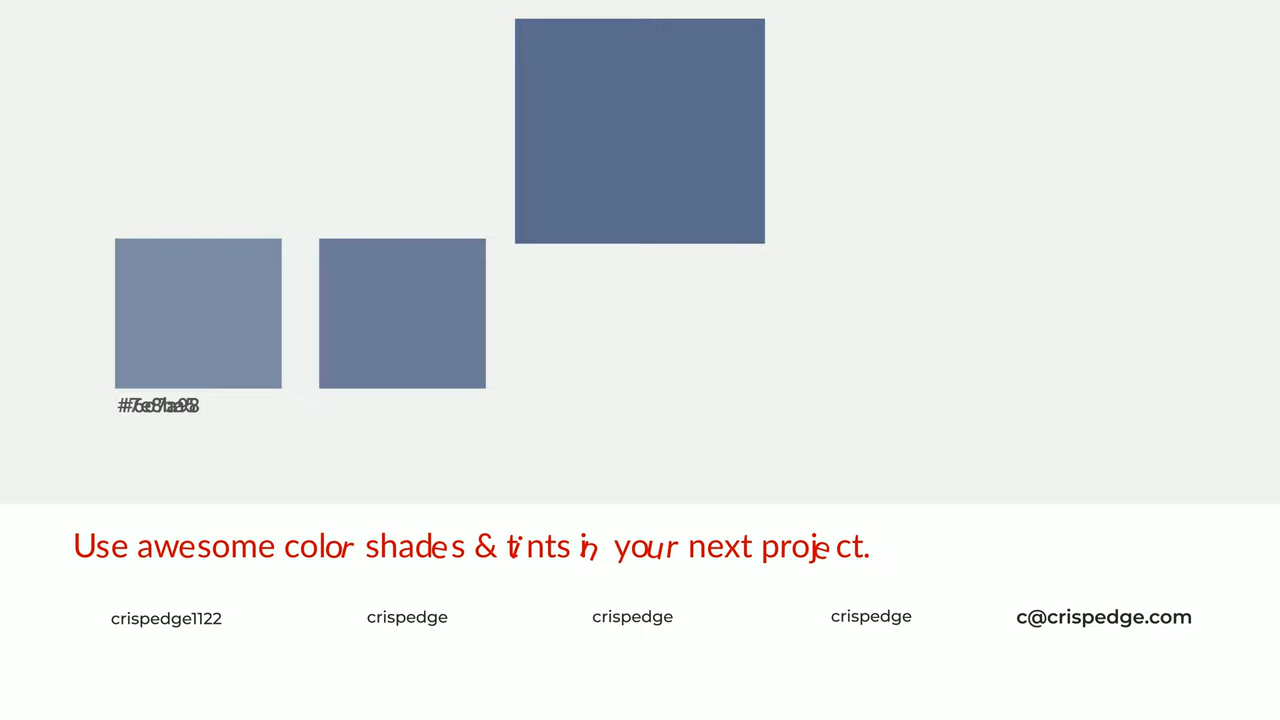 Use awesome color shades & tints in your next project.
crispedge1122 crispedge crispedge crispedge c@crispedge.com